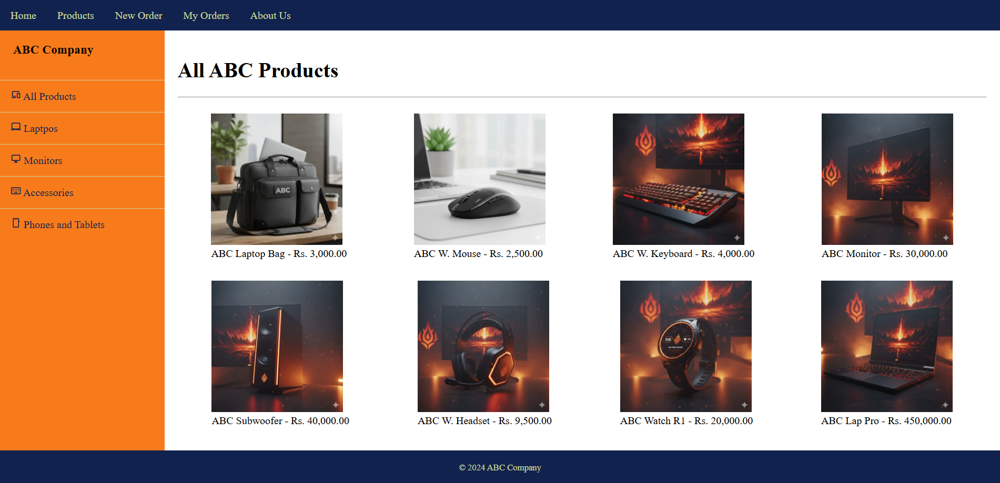 Home Products New Order My Orders About Us
ABC Company
All Products
Laptpos
Monitors
Accessories
Phones and Tablets
All ABC Products
ABC
ABC Laptop Bag - Rs. 3,000.00
ABC
ABC W. Mouse - Rs. 2,500.00
ABC W. Keyboard - Rs. 4,000.00
ABC Monitor - Rs. 30,000.00
ABC Subwoofer - Rs. 40,000.00
ABC W. Headset - Rs. 9,500.00
12:00
ABC Watch R1 - Rs. 20,000.00
ABC Lap Pro - Rs. 450,000.00
© 2024 ABC Company